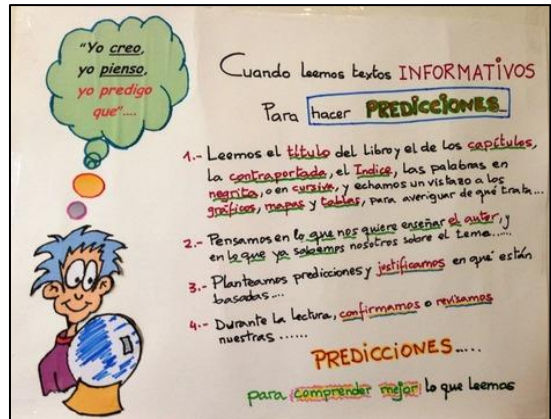 "Yo creo,
yo pienso,
yo predigo
que"....
Cuando leemos textos INFORMATIVOS
Para hacer PREDICCIONES...
1.- Leemos el título del Libro y el de los capítulos,
la contraportada, el Indice, las palabras en
negrita, o en cursiva, y echamos un vistazo a los
gráficos, mapas y tablas, para averiguar de qué trata...
2.- Pensamos en lo que nos quiere enseñar el autor, y
en lo que ya sabemos nosotros sobre el tema......
3.- Planteamos predicciones y justificamos en qué están
basadas....
4.- Durante la lectura, confirmamos o revisamos
nuestras ......
PREDICCIONES....
para comprender mejor lo que leemos